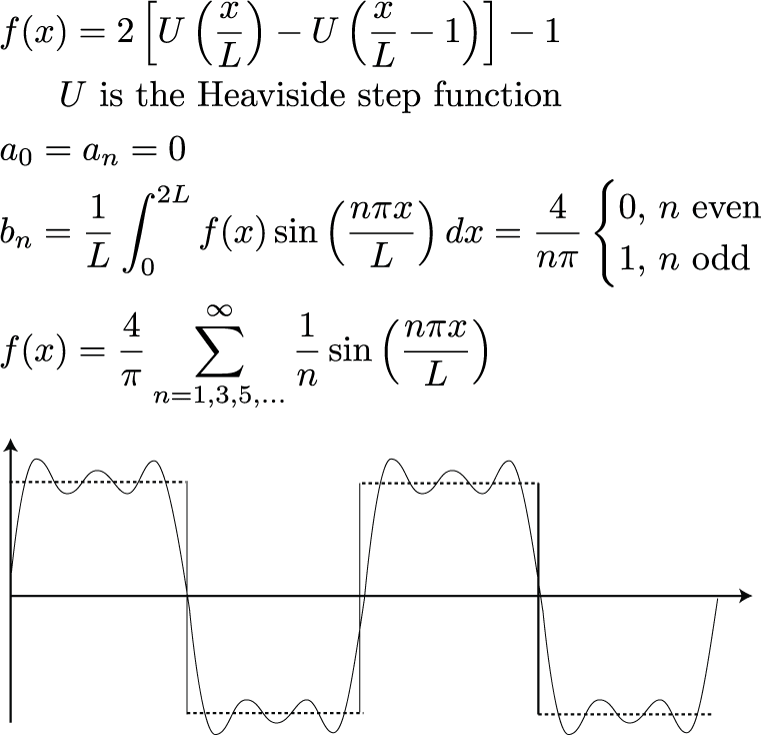 f(x) = 2 [U (x/L) − U (x/L − 1)] − 1
U is the Heaviside step function
a₀ = aₙ = 0
bₙ = 1/L ∫₀^{2L} f(x) sin (nπx/L) dx = 4/nπ {0, n even
1, n odd
f(x) = 4/π ∑_{n=1,3,5,...}^{∞} 1/n sin (nπx/L)